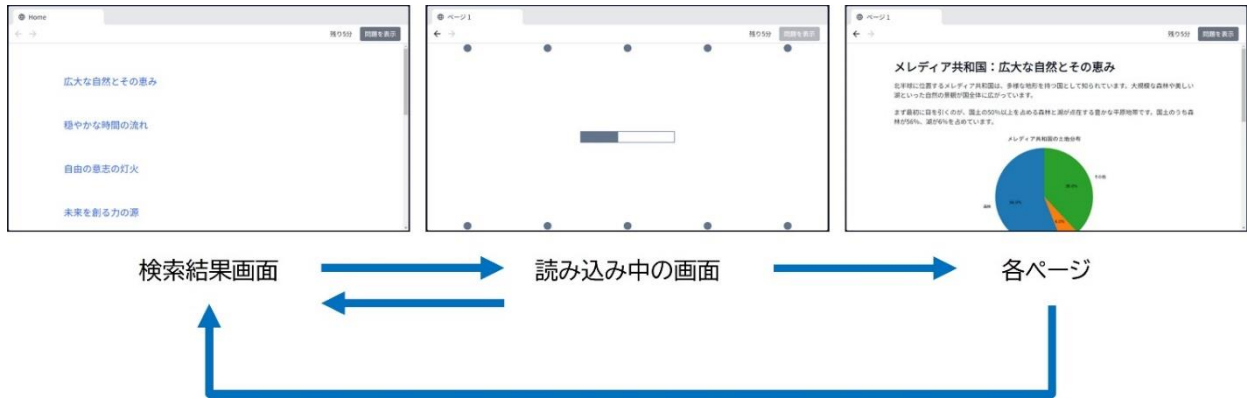 Home
残り5分 問題を表示
広大な自然とその恵み
穏やかな時間の流れ
自由の意志の灯火
未来を創る力の源
ページ 1
残り5分 問題を表示
ページ 1
残り5分 問題を表示
メレディア共和国：広大な自然とその恵み
北半球に位置するメレディア共和国は、多様な地形を持つ国として知られています。大規模な森林や美しい
湖といった自然の景観が国全体に広がっています。
まず最初に目を引くのが、国土の50%以上を占める森林と湖が点在する豊かな平原地帯です。国土のうち森
林が56%、湖が6%を占めています。
メレディア共和国の土地分布
その他
森林
検索結果画面
読み込み中の画面
各ページ